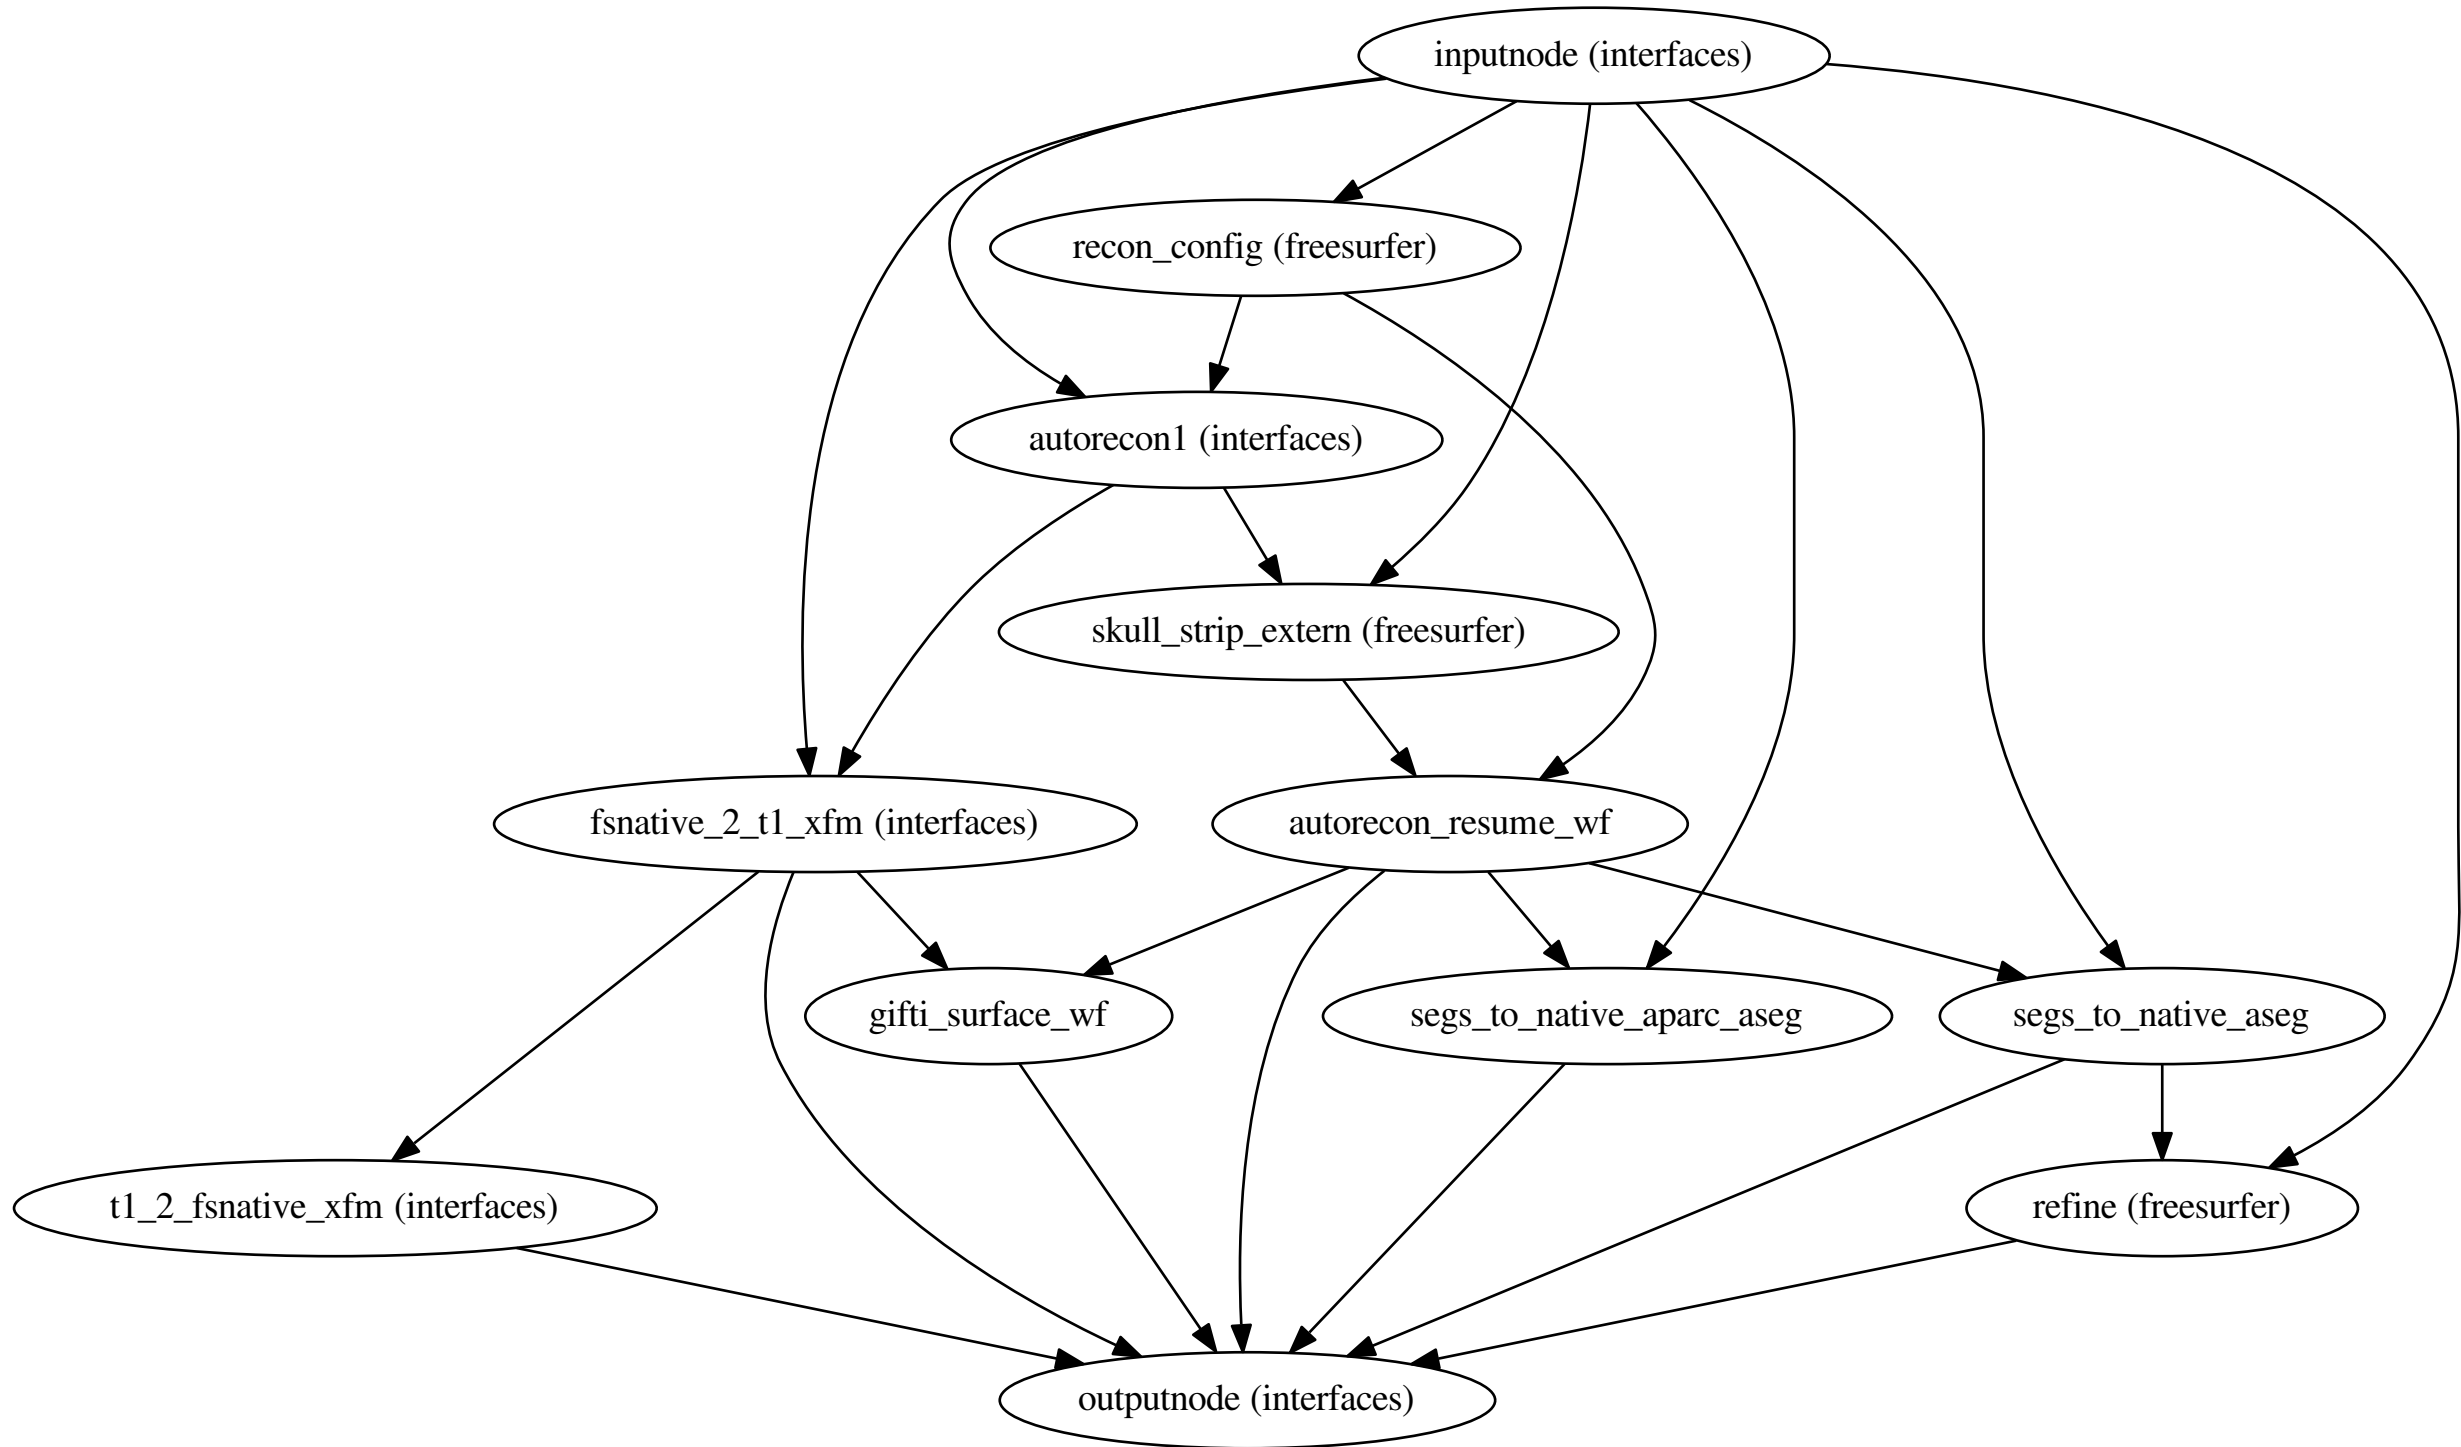 inputnode (interfaces)
recon_config (freesurfer)
autorecon1 (interfaces)
skull_strip_extern (freesurfer)
fsnative_2_t1_xfm (interfaces)
autorecon_resume_wf
gifti_surface_wf
segs_to_native_aparc_aseg
segs_to_native_aseg
t1_2_fsnative_xfm (interfaces)
refine (freesurfer)
outputnode (interfaces)